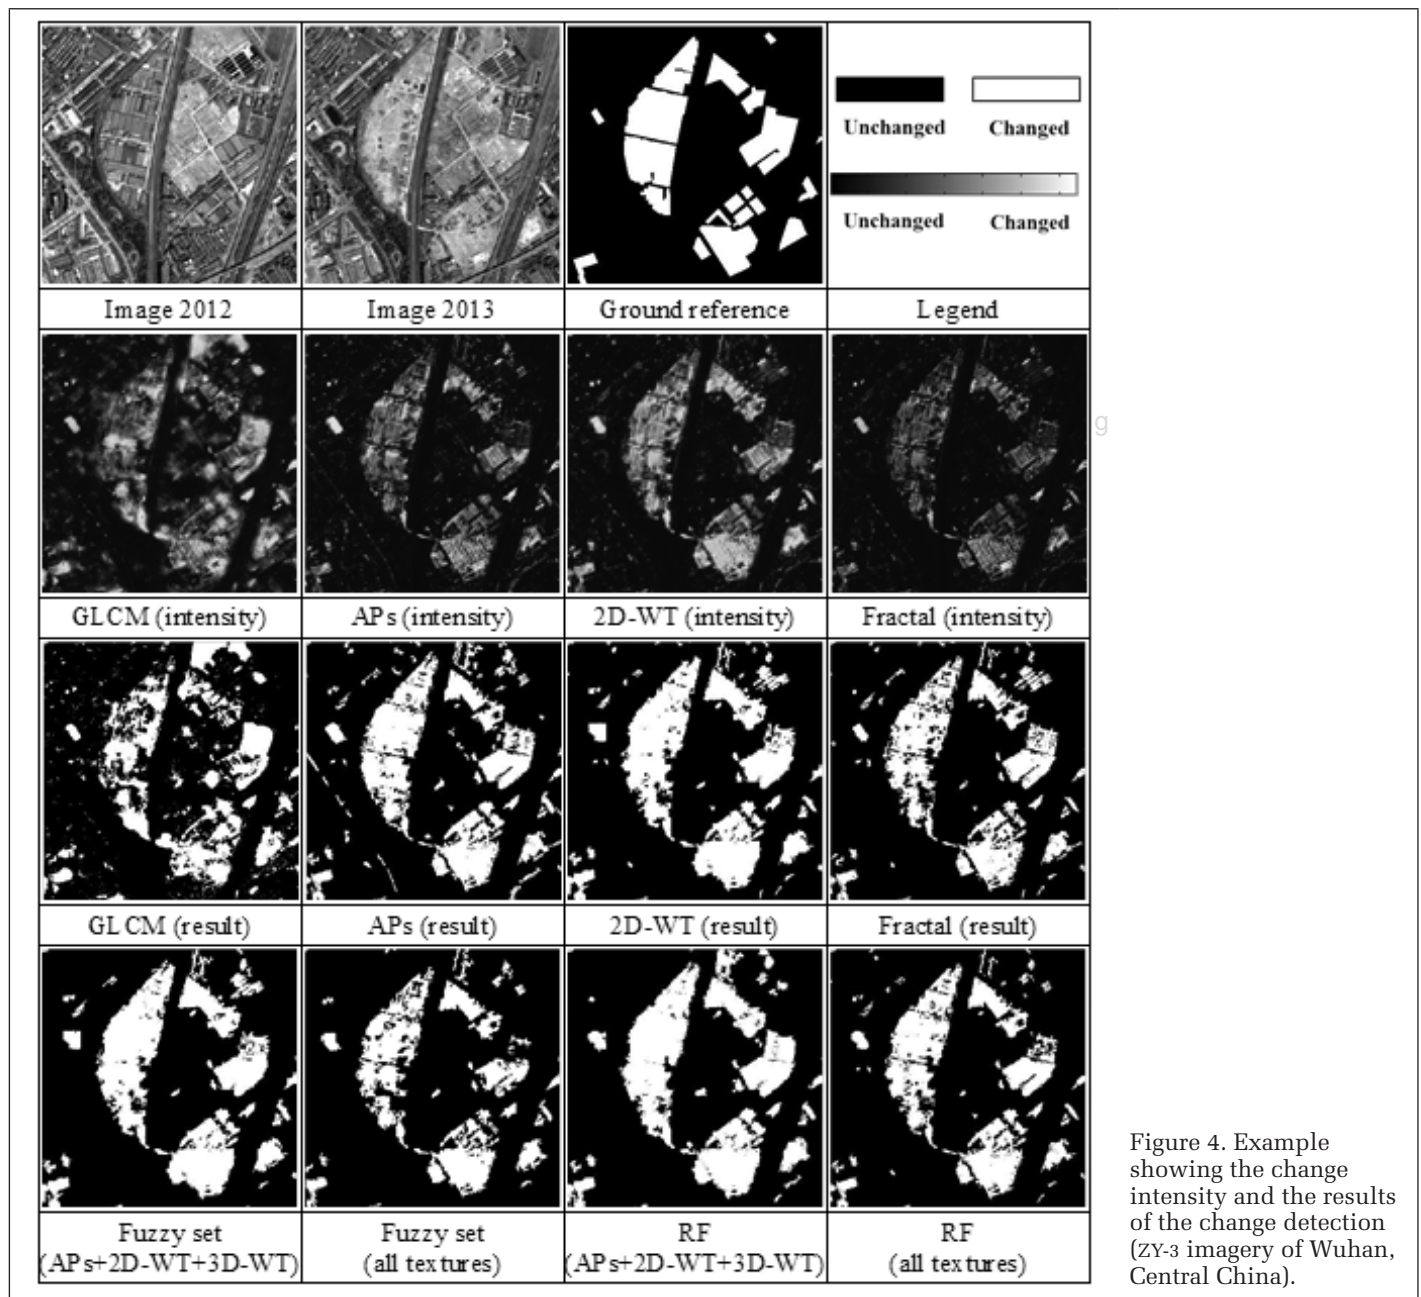 Unchanged Changed
Unchanged Changed
Image 2012 Image 2013 Ground reference Legend
g
GLCM (intensity) APs (intensity) 2D-WT (intensity) Fractal (intensity)
GLCM (result) APs (result) 2D-WT (result) Fractal (result)
Fuzzy set Fuzzy set RF RF
(APs+2D-WT+3D-WT) (all textures) (APs+2D-WT+3D-WT) (all textures)
Figure 4. Example
showing the change
intensity and the results
of the change detection
(ZY-3 imagery of Wuhan,
Central China).